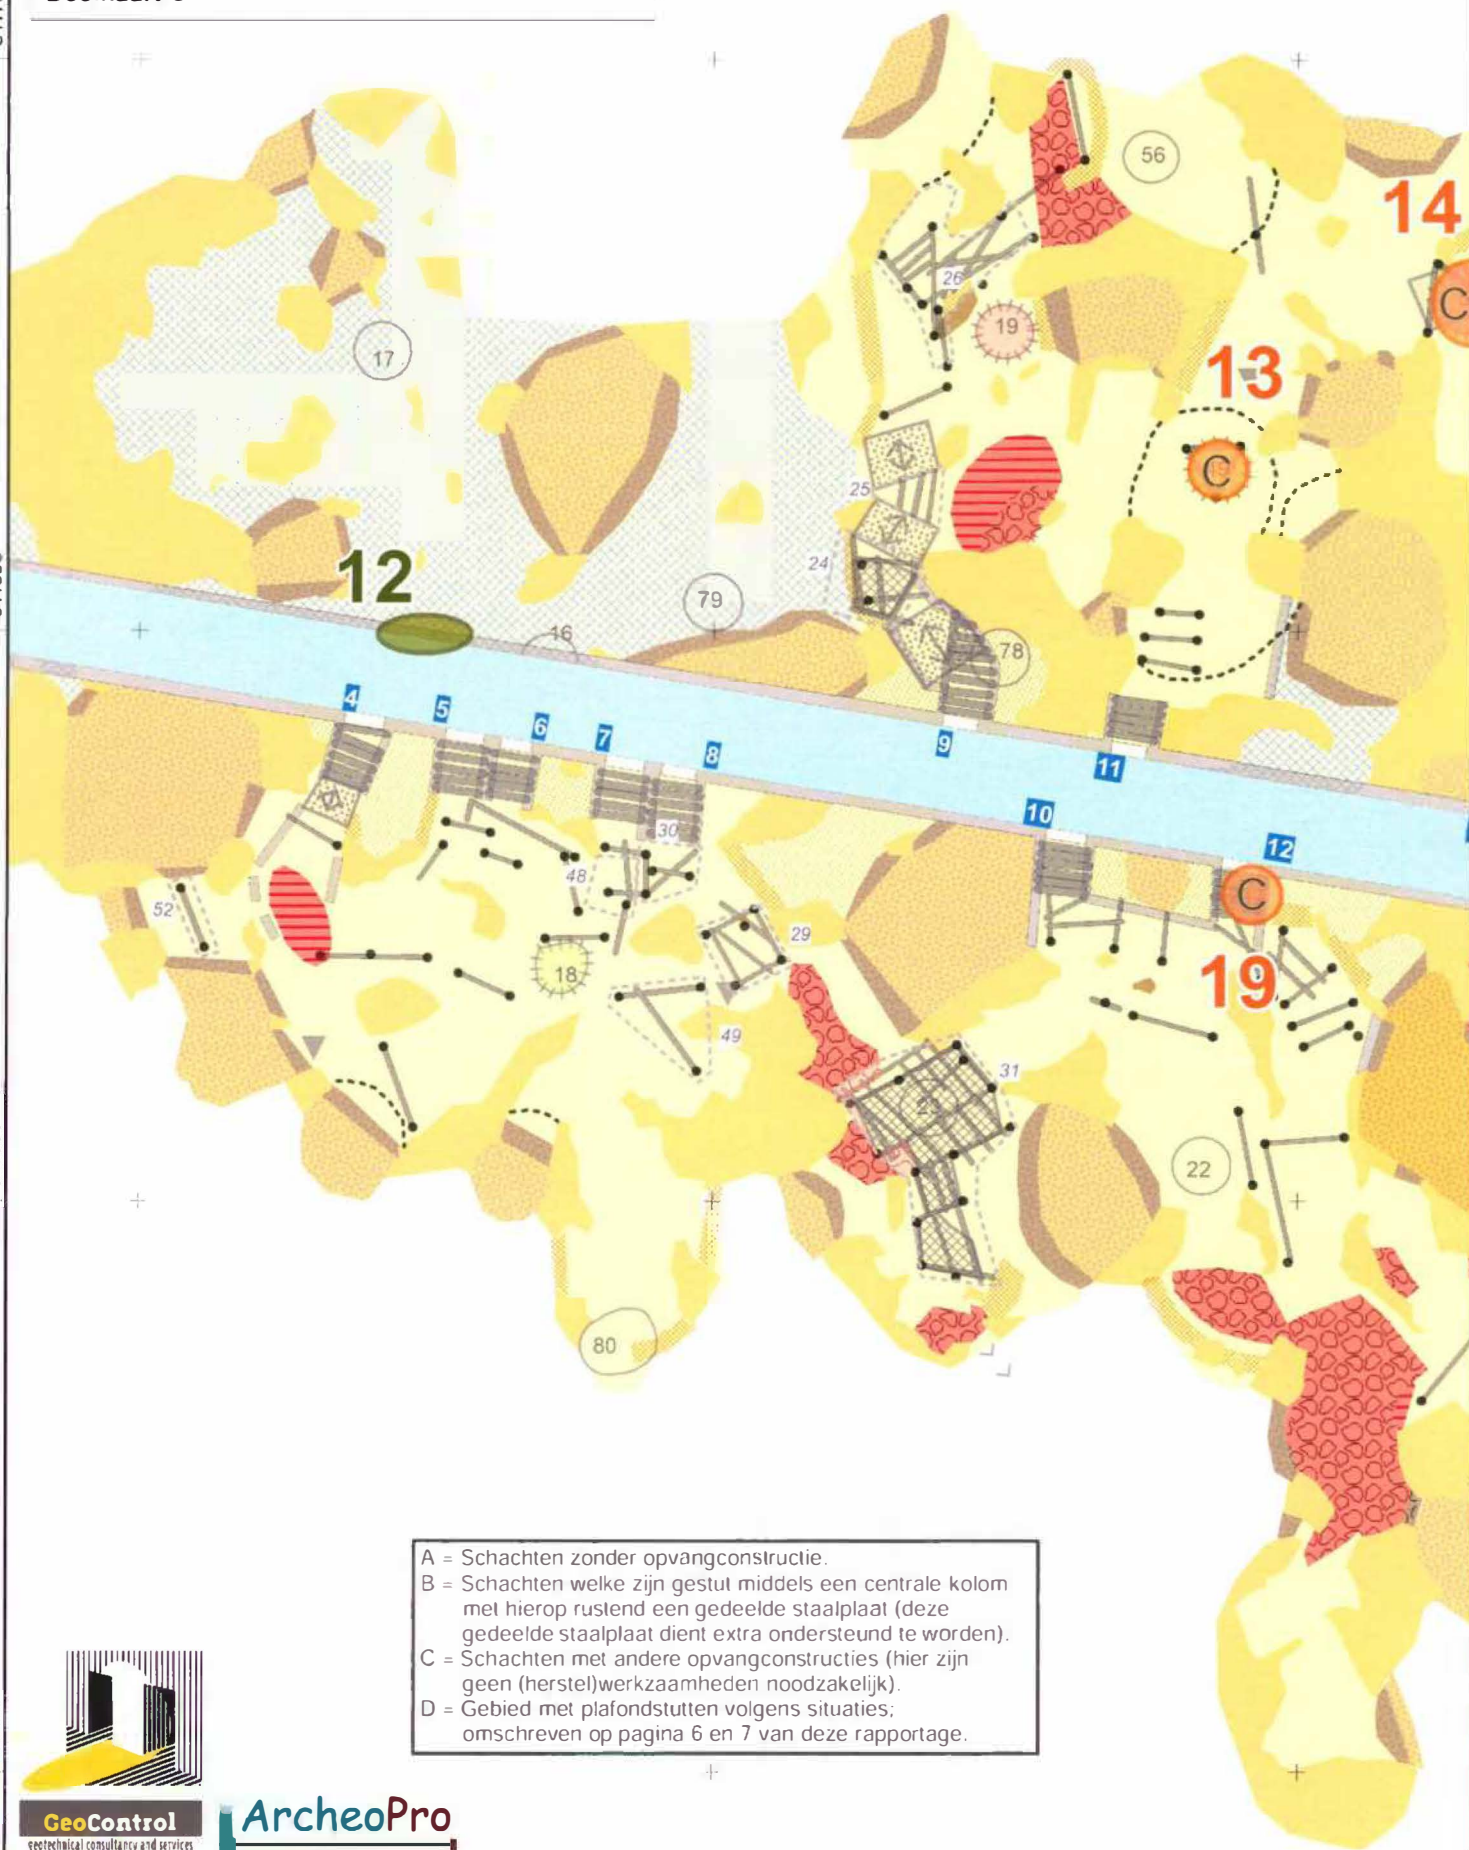 56
14
C
26
19
17
13
C
25
24
12
79
16
78
4
5
6
7
8
9
11
10
12
30
48
C
52
29
18
19
49
31
23
22
80
A = Schachten zonder opvangconstructie.
B = Schachten welke zijn gestut middels een centrale kolom
met hierop rustend een gedeelde staalplaat (deze
gedeelde staalplaat dient extra ondersteund te worden).
C = Schachten met andere opvangconstructies (hier zijn
geen (herstel)werkzaamheden noodzakelijk).
D = Gebied met plafondstutten volgens situaties;
omschreven op pagina 6 en 7 van deze rapportage.
GeoControl
geotechnical consultancy and services
ArcheoPro